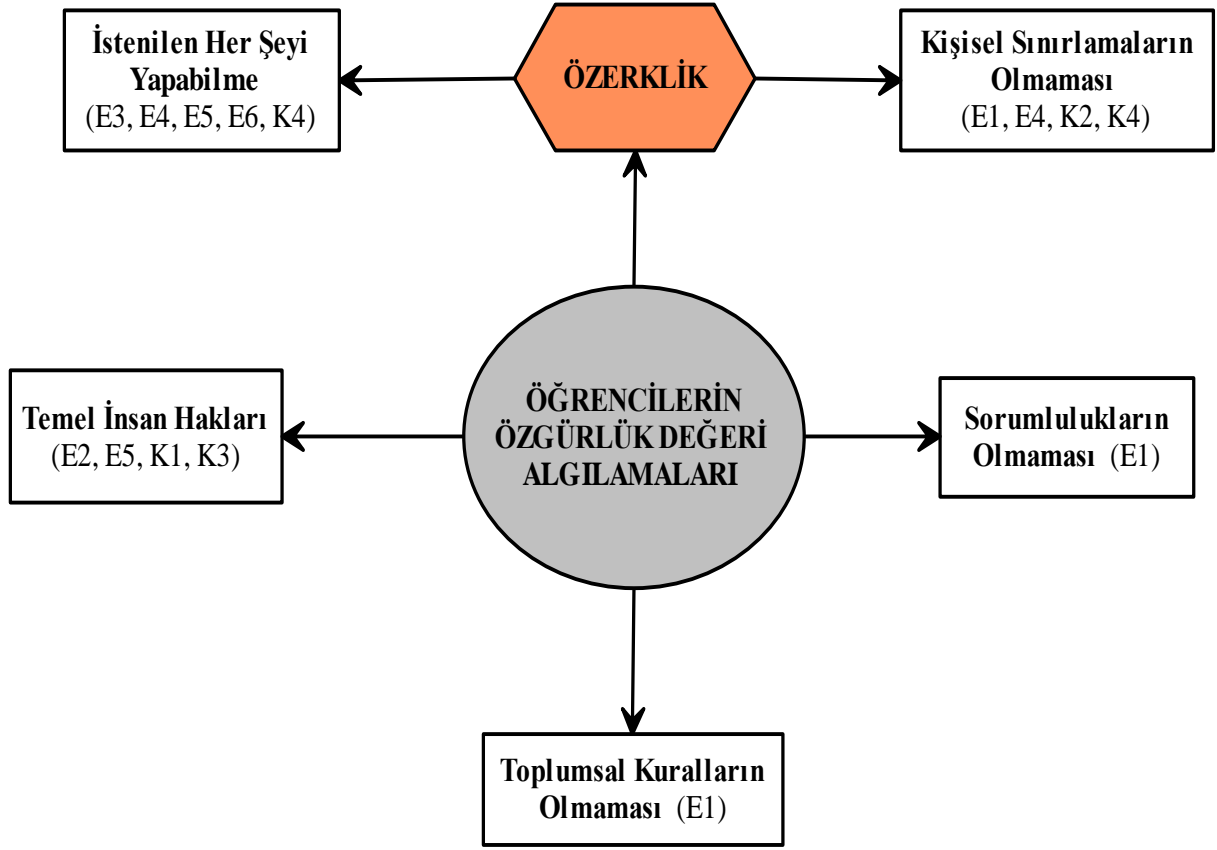 İstenilen Her Şeyi
Yapabilme
(E3, E4, E5, E6, K4)
ÖZERKLİK
Kişisel Sınırlamaların
Olmaması
(E1, E4, K2, K4)
Temel İnsan Hakları
(E2, E5, K1, K3)
ÖĞRENCİLERİN
ÖZGÜRLÜK DEĞERİ
ALGILAMALARI
Sorumlulukların
Olmaması (E1)
Toplumsal Kuralların
Olmaması (E1)